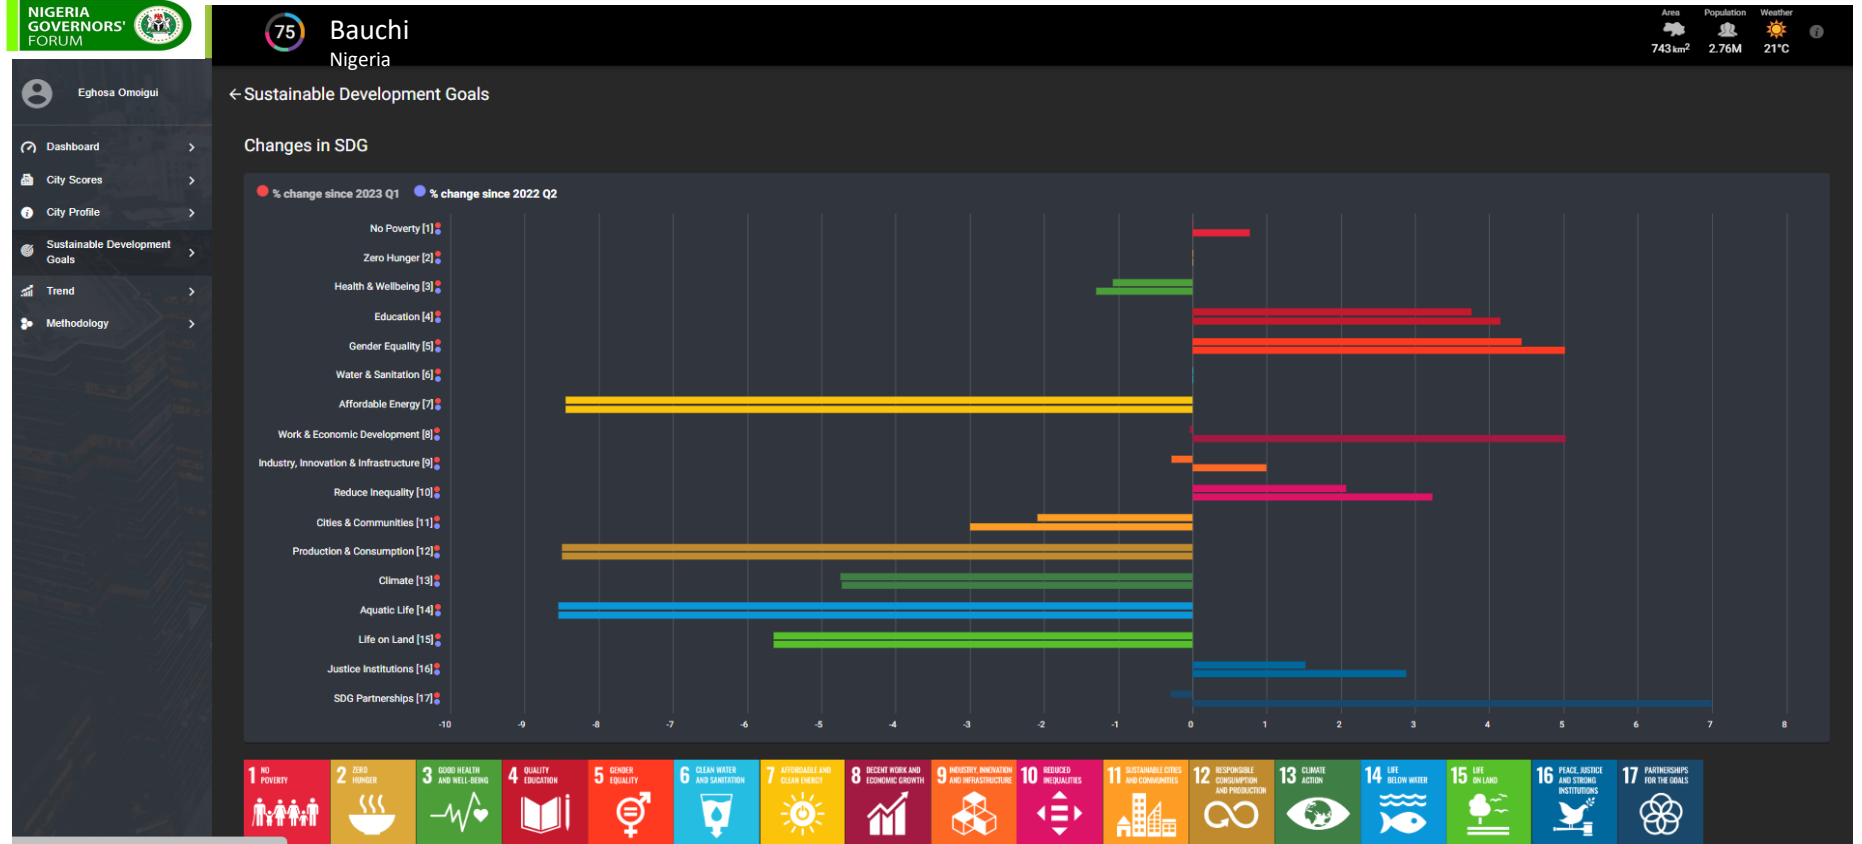 NIGERIA
GOVERNORS'
FORUM
75
Bauchi
Nigeria
Area
Population
Weather
743 km2
2.76M
21°C
Eghosa Omoigui
←Sustainable Development Goals
Dashboard
City Scores
City Profile
Sustainable Development
Goals
Trend
Methodology
Changes in SDG
% change since 2023 Q1
% change since 2022 Q2
No Poverty [1]
Zero Hunger [2]
Health & Wellbeing [3]
Education [4]
Gender Equality [5]
Water & Sanitation [6]
Affordable Energy [7]
Work & Economic Development [8]
Industry, Innovation & Infrastructure [9]
Reduce Inequality [10]
Cities & Communities [11]
Production & Consumption [12]
Climate [13]
Aquatic Life [14]
Life on Land [15]
Justice Institutions [16]
SDG Partnerships [17]
-10 -9 -8 -7 -6 -5 -4 -3 -2 -1 0 1 2 3 4 5 6 7 8
1 NO
POVERTY
2 ZERO
HUNGER
3 GOOD HEALTH
AND WELL-BEING
4 QUALITY
EDUCATION
5 GENDER
EQUALITY
6 CLEAN WATER
AND SANITATION
7 AFFORDABLE AND
CLEAN ENERGY
8 DECENT WORK AND
ECONOMIC GROWTH
9 INDUSTRY, INNOVATION
AND INFRASTRUCTURE
10 REDUCED
INEQUALITIES
11 SUSTAINABLE CITIES
AND COMMUNITIES
12 RESPONSIBLE
CONSUMPTION
AND PRODUCTION
13 CLIMATE
ACTION
14 LIFE
BELOW WATER
15 LIFE
ON LAND
16 PEACE, JUSTICE
AND STRONG
INSTITUTIONS
17 PARTNERSHIPS
FOR THE GOALS